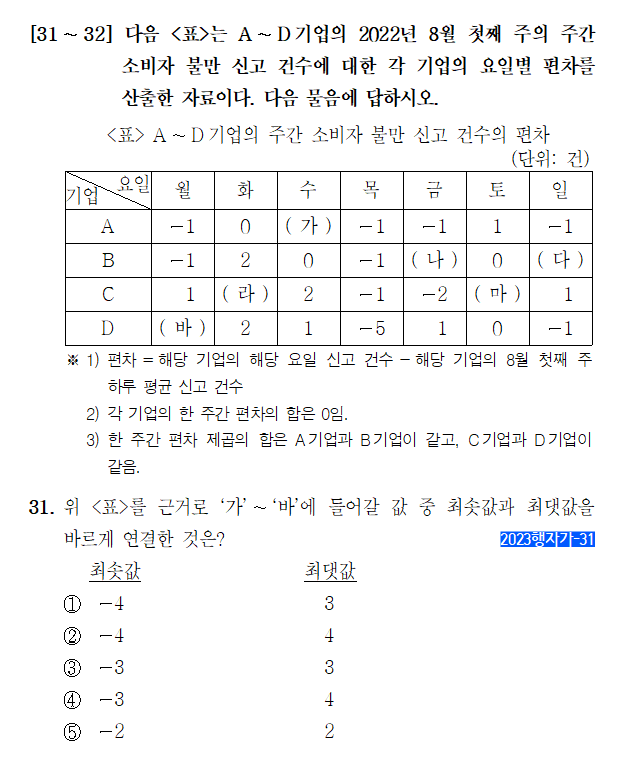 [31～32] 다음 <표>는 A～D기업의 2022년 8월 첫째 주의 주간
소비자 불만 신고 건수에 대한 각 기업의 요일별 편차를
산출한 자료이다. 다음 물음에 답하시오.
<표> A～D기업의 주간 소비자 불만 신고 건수의 편차
(단위: 건)
기업 요일 월 화 수 목 금 토 일
A －1 0 (가) －1 －1 1 －1
B －1 2 0 －1 (나) 0 (다)
C 1 (라) 2 －1 －2 (마) 1
D (바) 2 1 －5 1 0 －1
※ 1) 편차＝해당 기업의 해당 요일 신고 건수－해당 기업의 8월 첫째 주
하루 평균 신고 건수
2) 각 기업의 한 주간 편차의 합은 0임.
3) 한 주간 편차 제곱의 합은 A기업과 B기업이 같고, C기업과 D기업이
같음.
31. 위 <표>를 근거로 ‘가’～‘바’에 들어갈 값 중 최솟값과 최댓값을
바르게 연결한 것은? 2023행자가-31
최솟값 최댓값
① －4 3
② －4 4
③ －3 3
④ －3 4
⑤ －2 2